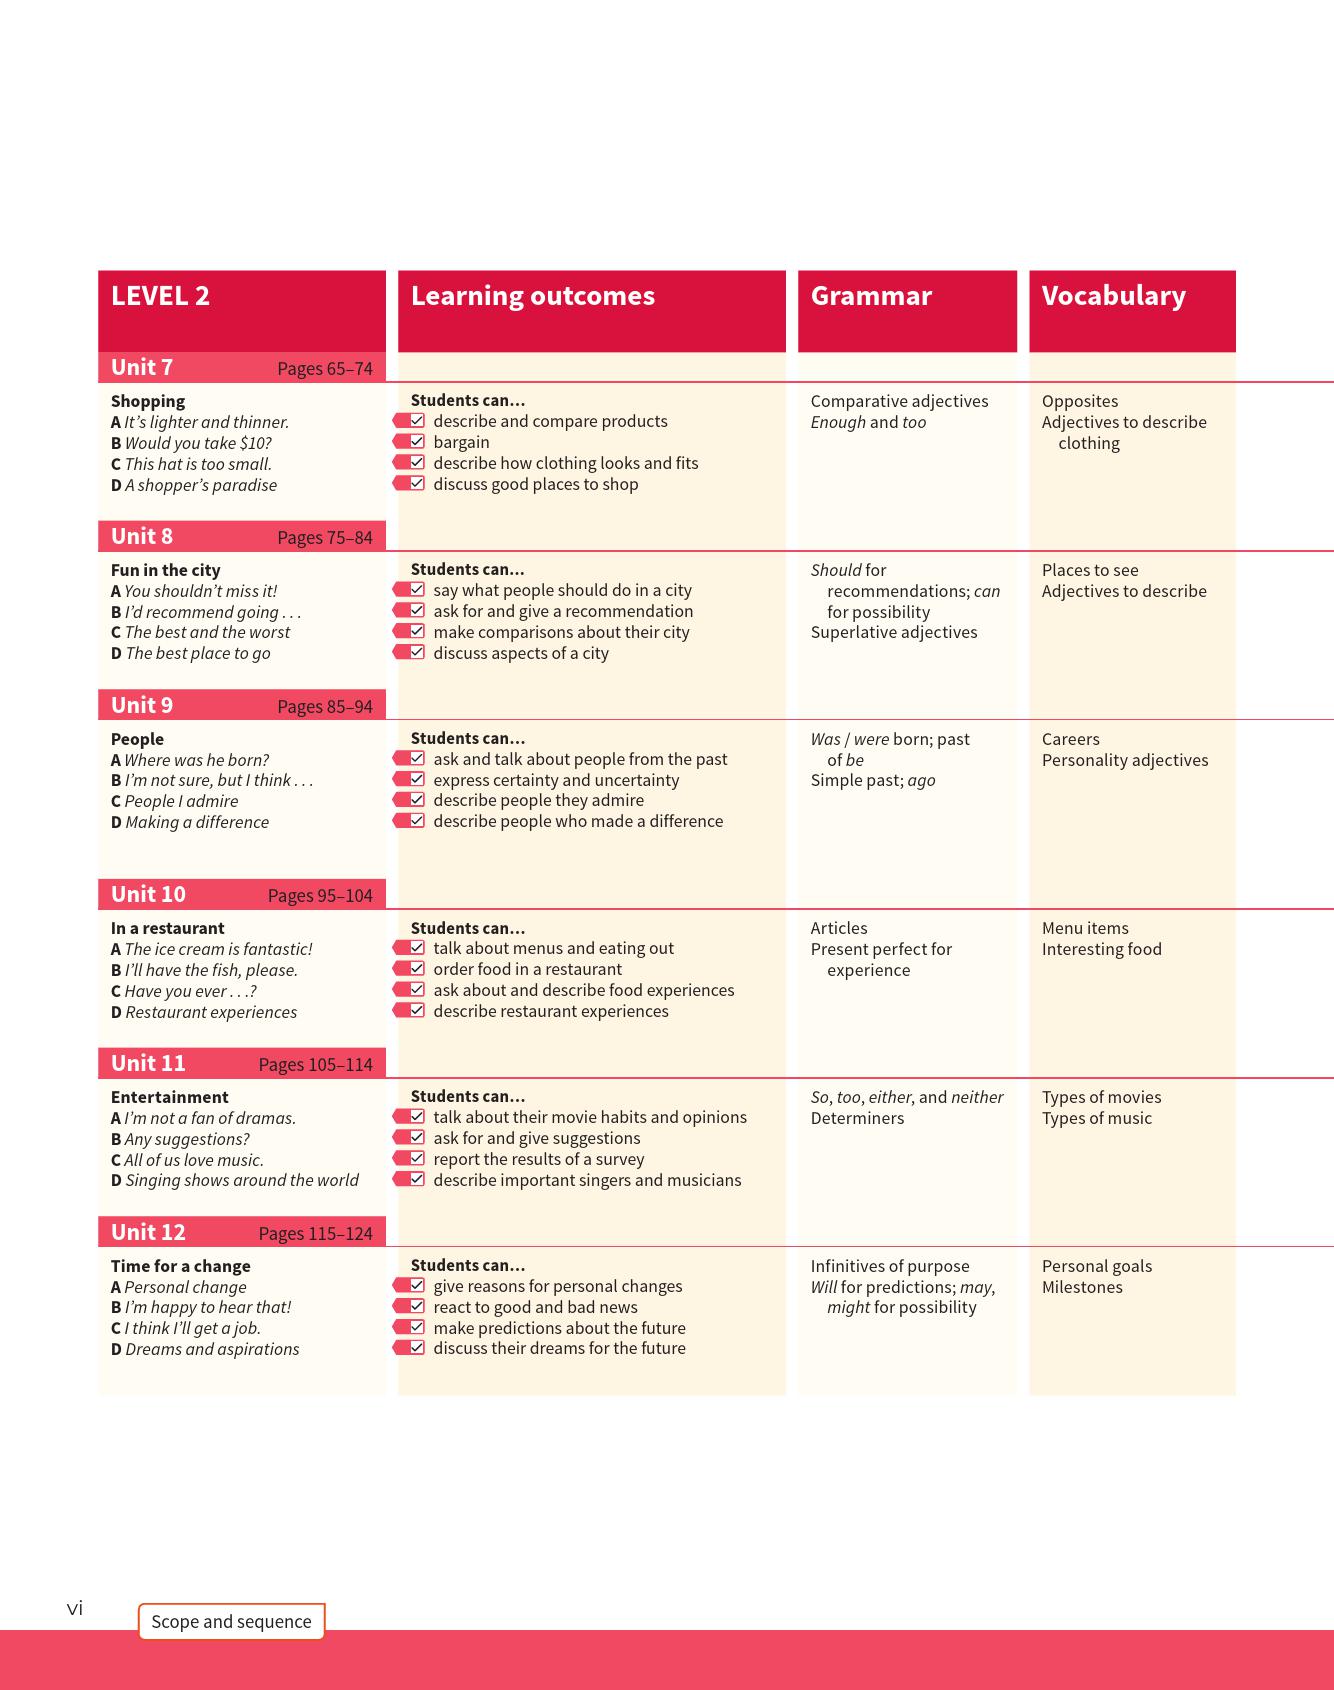 LEVEL 2
Learning outcomes
Grammar
Vocabulary
Unit 7 Pages 65–74
Shopping
A It’s lighter and thinner.
B Would you take $10?
C This hat is too small.
D A shopper’s paradise
Students can…
describe and compare products
bargain
describe how clothing looks and fits
discuss good places to shop
Comparative adjectives
Enough and too
Opposites
Adjectives to describe
clothing
Unit 8 Pages 75–84
Fun in the city
A You shouldn’t miss it!
B I’d recommend going . . .
C The best and the worst
D The best place to go
Students can…
say what people should do in a city
ask for and give a recommendation
make comparisons about their city
discuss aspects of a city
Should for
recommendations; can
for possibility
Superlative adjectives
Places to see
Adjectives to describe
Unit 9 Pages 85–94
People
A Where was he born?
B I’m not sure, but I think . . .
C People I admire
D Making a difference
Students can…
ask and talk about people from the past
express certainty and uncertainty
describe people they admire
describe people who made a difference
Was / were born; past
of be
Simple past; ago
Careers
Personality adjectives
Unit 10 Pages 95–104
In a restaurant
A The ice cream is fantastic!
B I’ll have the fish, please.
C Have you ever . . .?
D Restaurant experiences
Students can…
talk about menus and eating out
order food in a restaurant
ask about and describe food experiences
describe restaurant experiences
Articles
Present perfect for
experience
Menu items
Interesting food
Unit 11 Pages 105–114
Entertainment
A I’m not a fan of dramas.
B Any suggestions?
C All of us love music.
D Singing shows around the world
Students can…
talk about their movie habits and opinions
ask for and give suggestions
report the results of a survey
describe important singers and musicians
So, too, either, and neither
Determiners
Types of movies
Types of music
Unit 12 Pages 115–124
Time for a change
A Personal change
B I’m happy to hear that!
C I think I’ll get a job.
D Dreams and aspirations
Students can…
give reasons for personal changes
react to good and bad news
make predictions about the future
discuss their dreams for the future
Infinitives of purpose
Will for predictions; may,
might for possibility
Personal goals
Milestones
vi
Scope and sequence